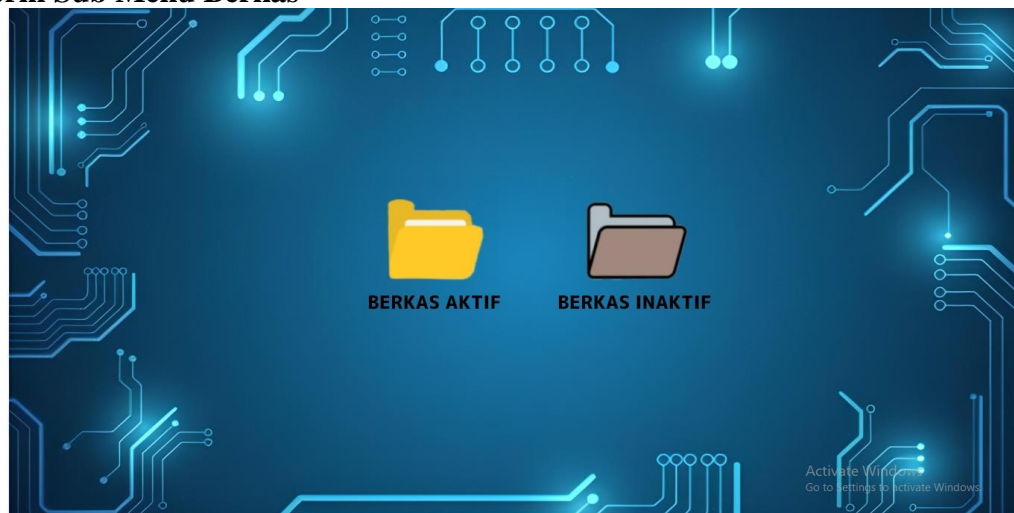 Sub Menu Berkas
BERKAS AKTIF
BERKAS INAKTIF
Activate Windows
Go to Settings to activate Windows.